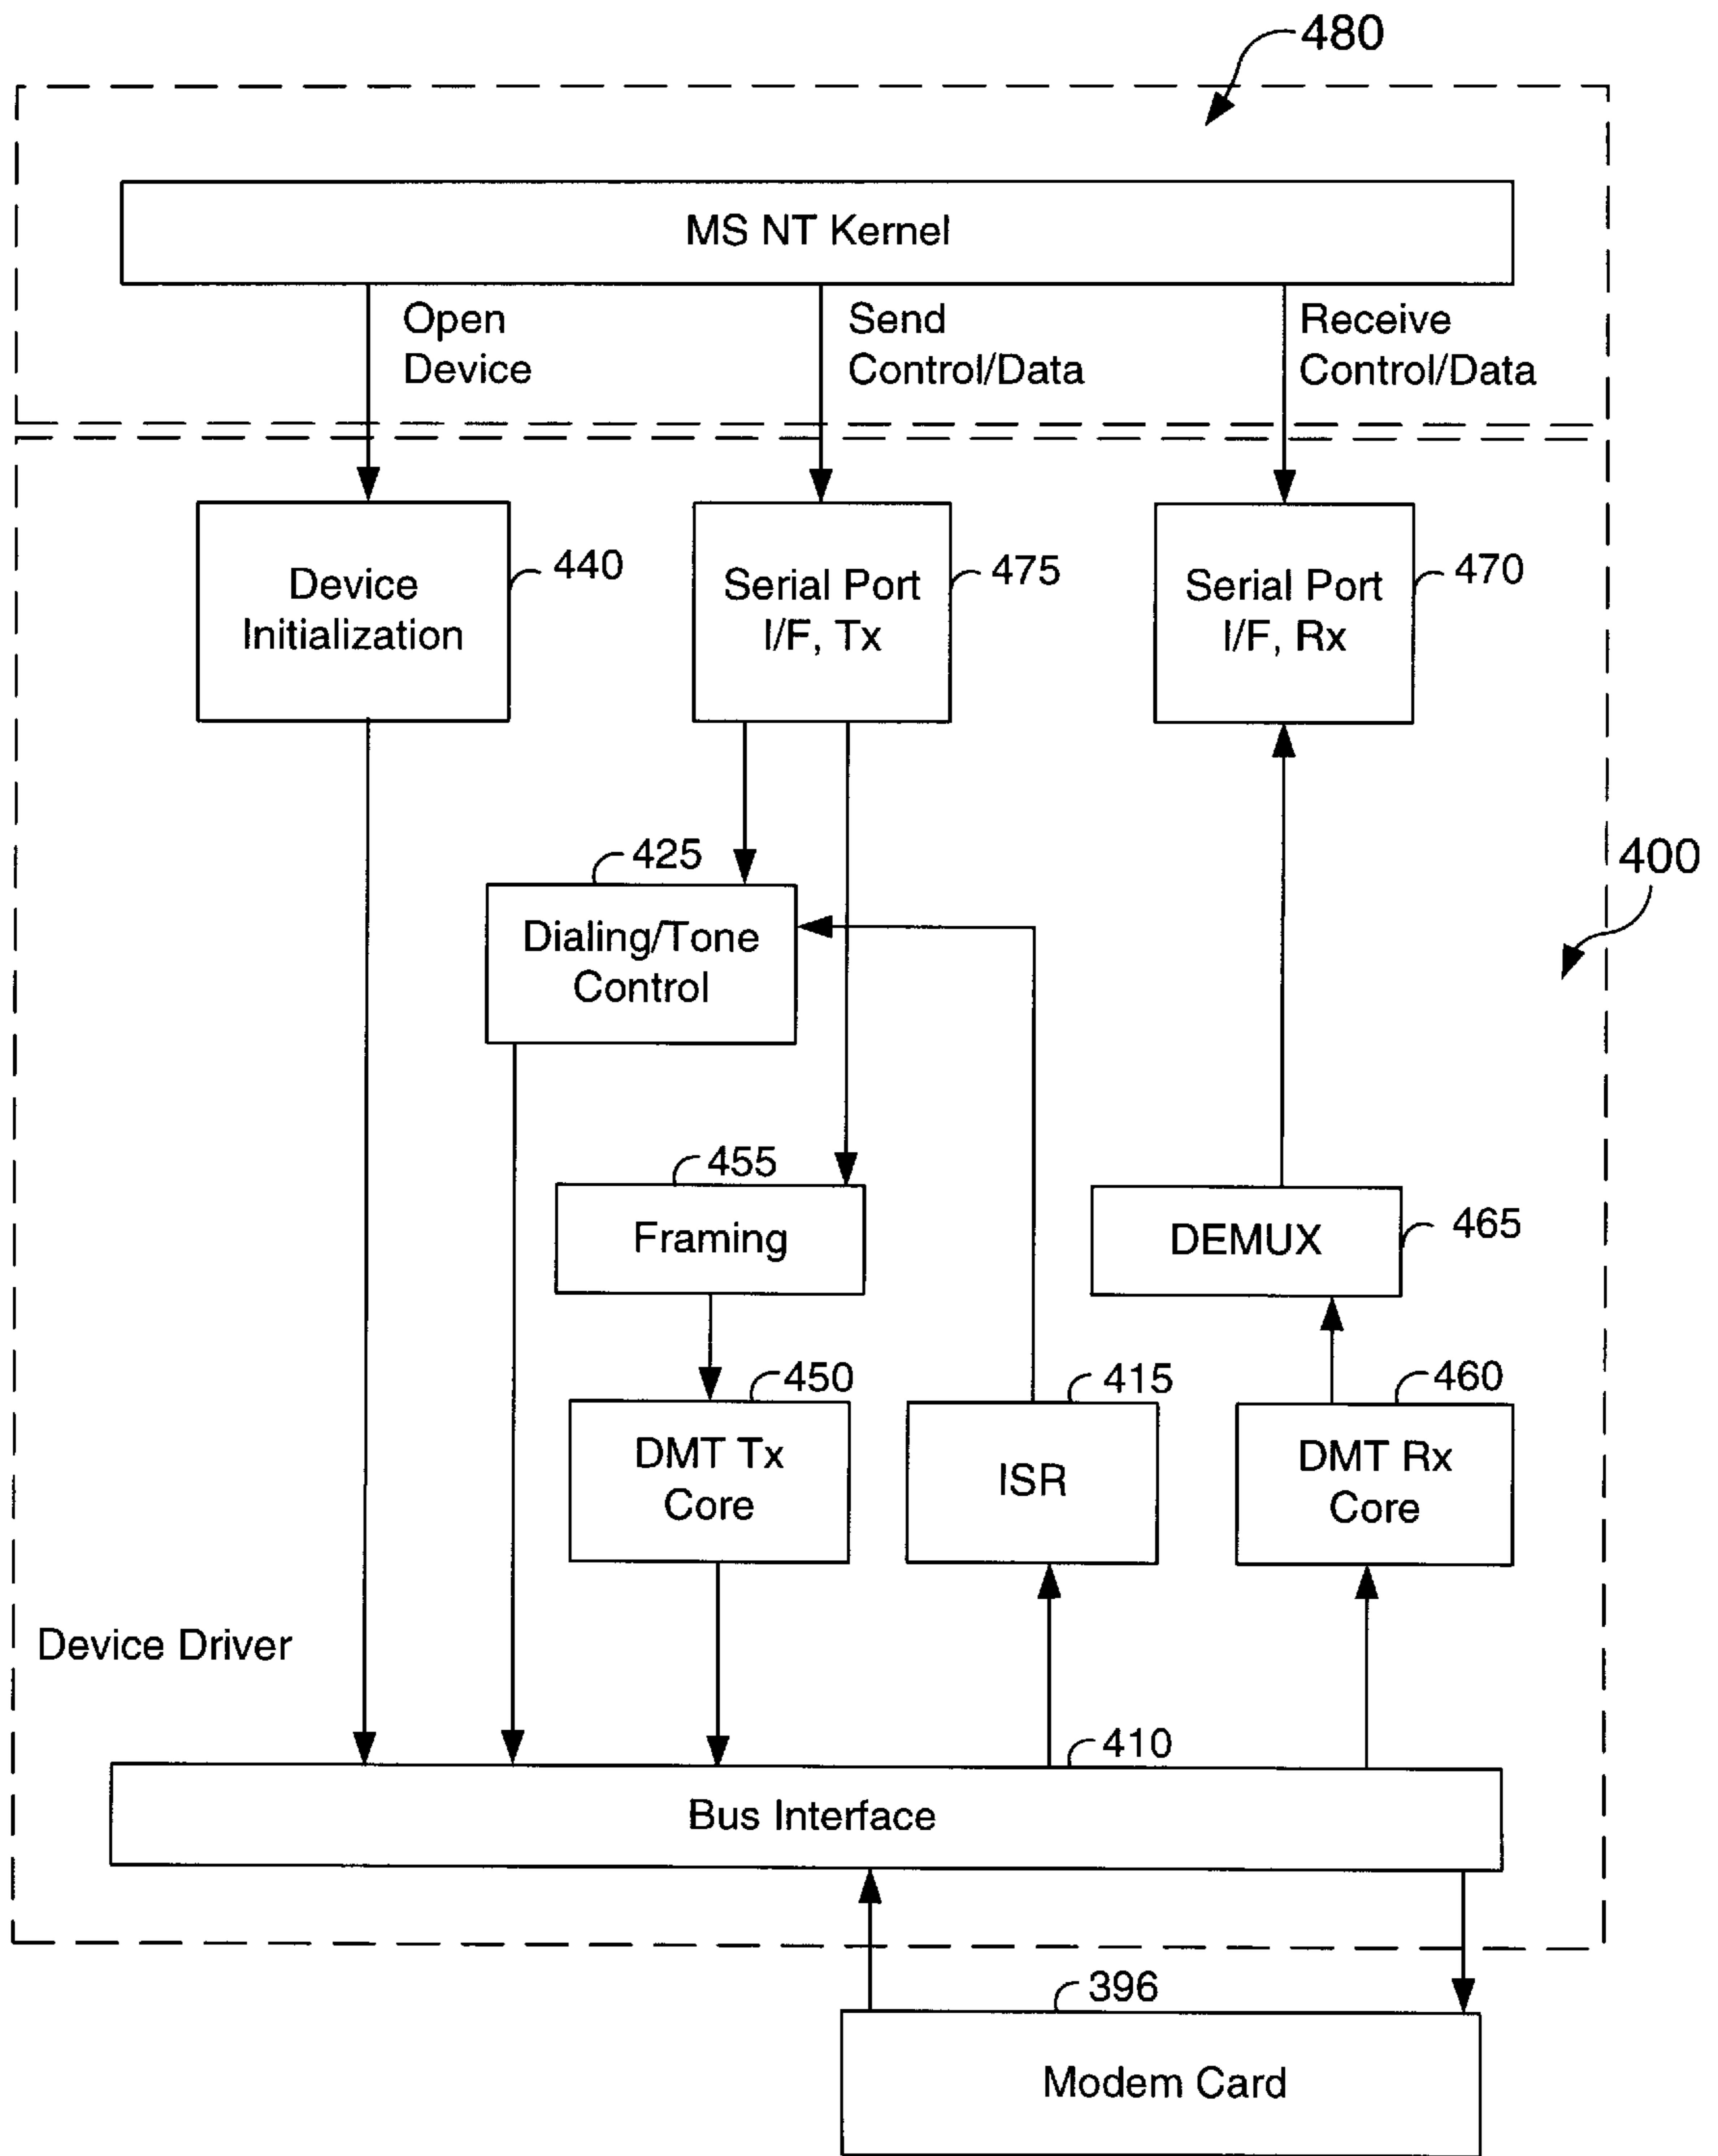 480
MS NT Kernel
Open
Device
Send
Control/Data
Receive
Control/Data
Device
Initialization
440
Serial Port
I/F, Tx
475
Serial Port
I/F, Rx
470
425
Dialing/Tone
Control
400
455
Framing
DEMUX
465
450
DMT Tx
Core
415
ISR
460
DMT Rx
Core
Device Driver
410
Bus Interface
396
Modem Card